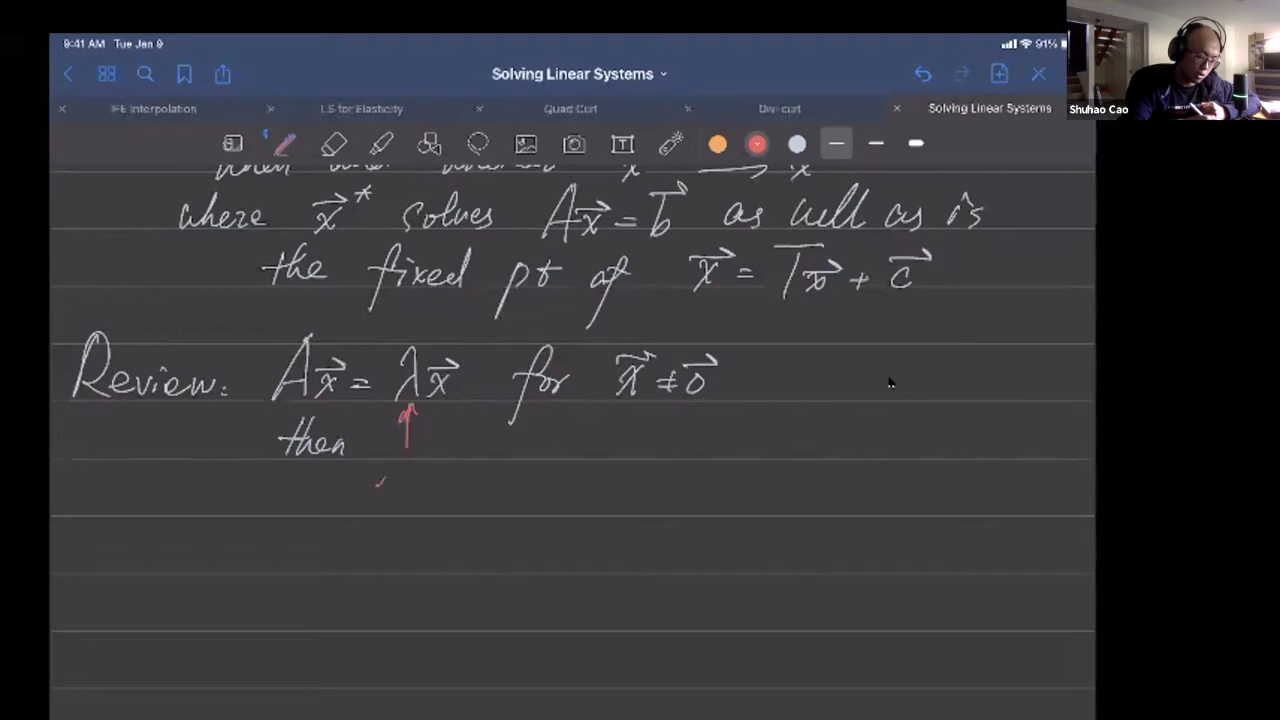 9:41 AM Tue Jan 9
91%
Solving Linear Systems
IFE Interpolation
LS for Elasticity
Quad Curl
Div-curl
Solving Linear Systems
Shuhao Cao
x → x
where x⃗* solves Ax⃗ = b⃗ as well as is
the fixed pt of x⃗ = Tx⃗ + c⃗
Review: Ax⃗ = λx⃗ for x⃗ ≠ 0⃗
then